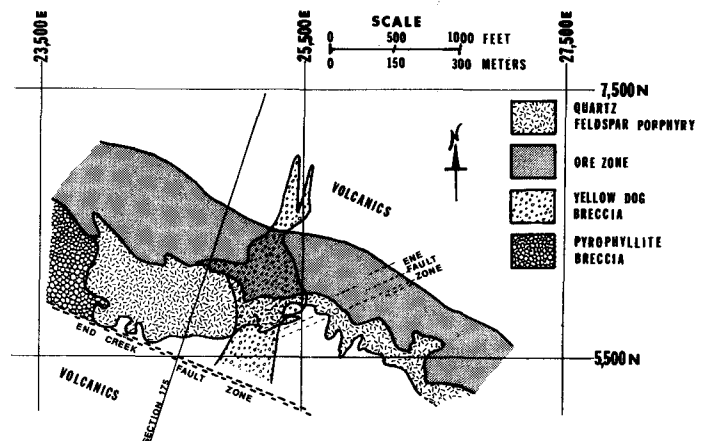 23,500 E
25,500 E
27,500 E
SCALE
0 500 1000 FEET
0 150 300 METERS
7,500 N
N
QUARTZ
FELDSPAR PORPHYRY
ORE ZONE
YELLOW DOG
BRECCIA
PYROPHYLLITE
BRECCIA
VOLCANICS
ENE
FAULT
ZONE
END CREEK
FAULT
ZONE
5,500 N
VOLCANICS
SECTION 175